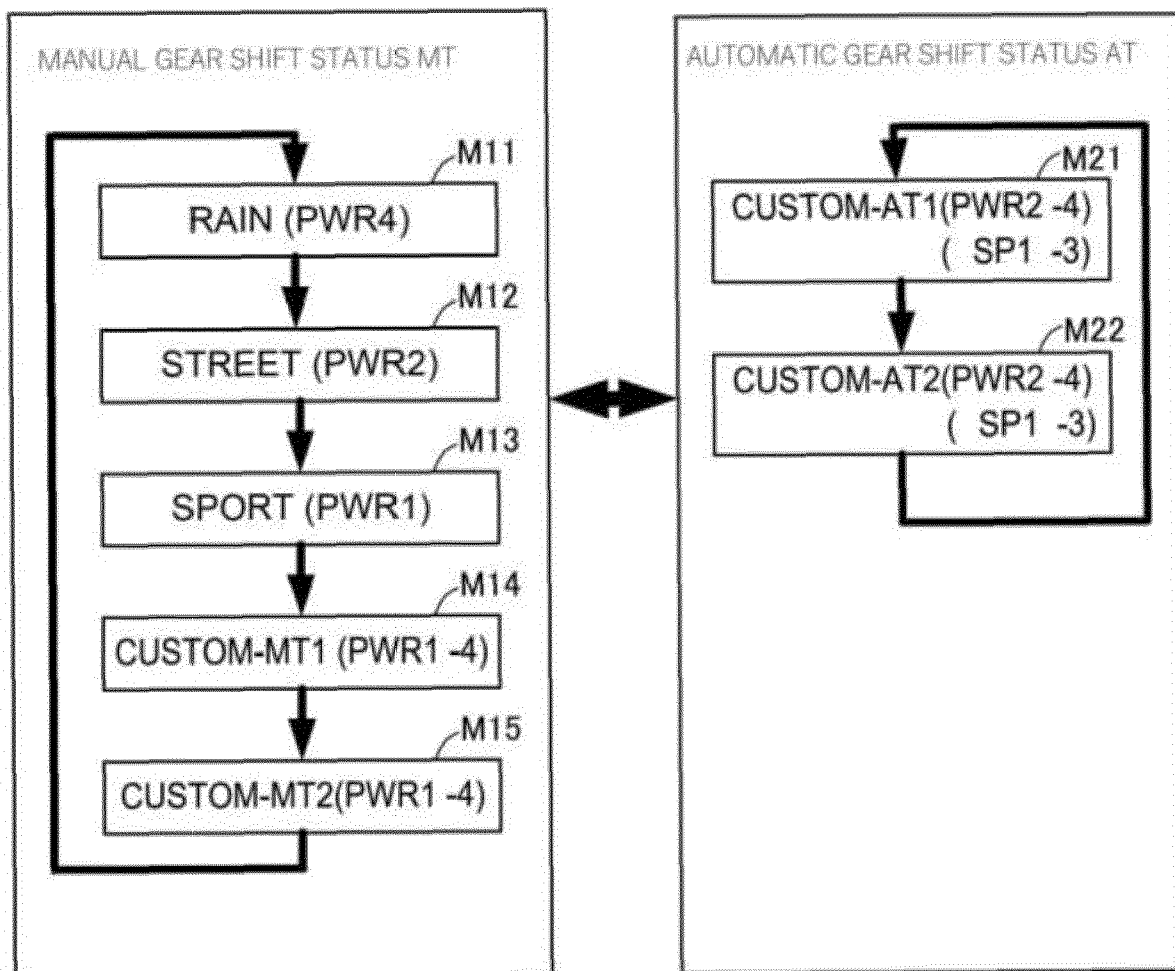 MANUAL GEAR SHIFT STATUS MT
M11
RAIN (PWR4)
M12
STREET (PWR2)
M13
SPORT (PWR1)
M14
CUSTOM-MT1 (PWR1 -4)
M15
CUSTOM-MT2(PWR1 -4)
AUTOMATIC GEAR SHIFT STATUS AT
M21
CUSTOM-AT1(PWR2 -4)
( SP1 -3)
M22
CUSTOM-AT2(PWR2 -4)
( SP1 -3)